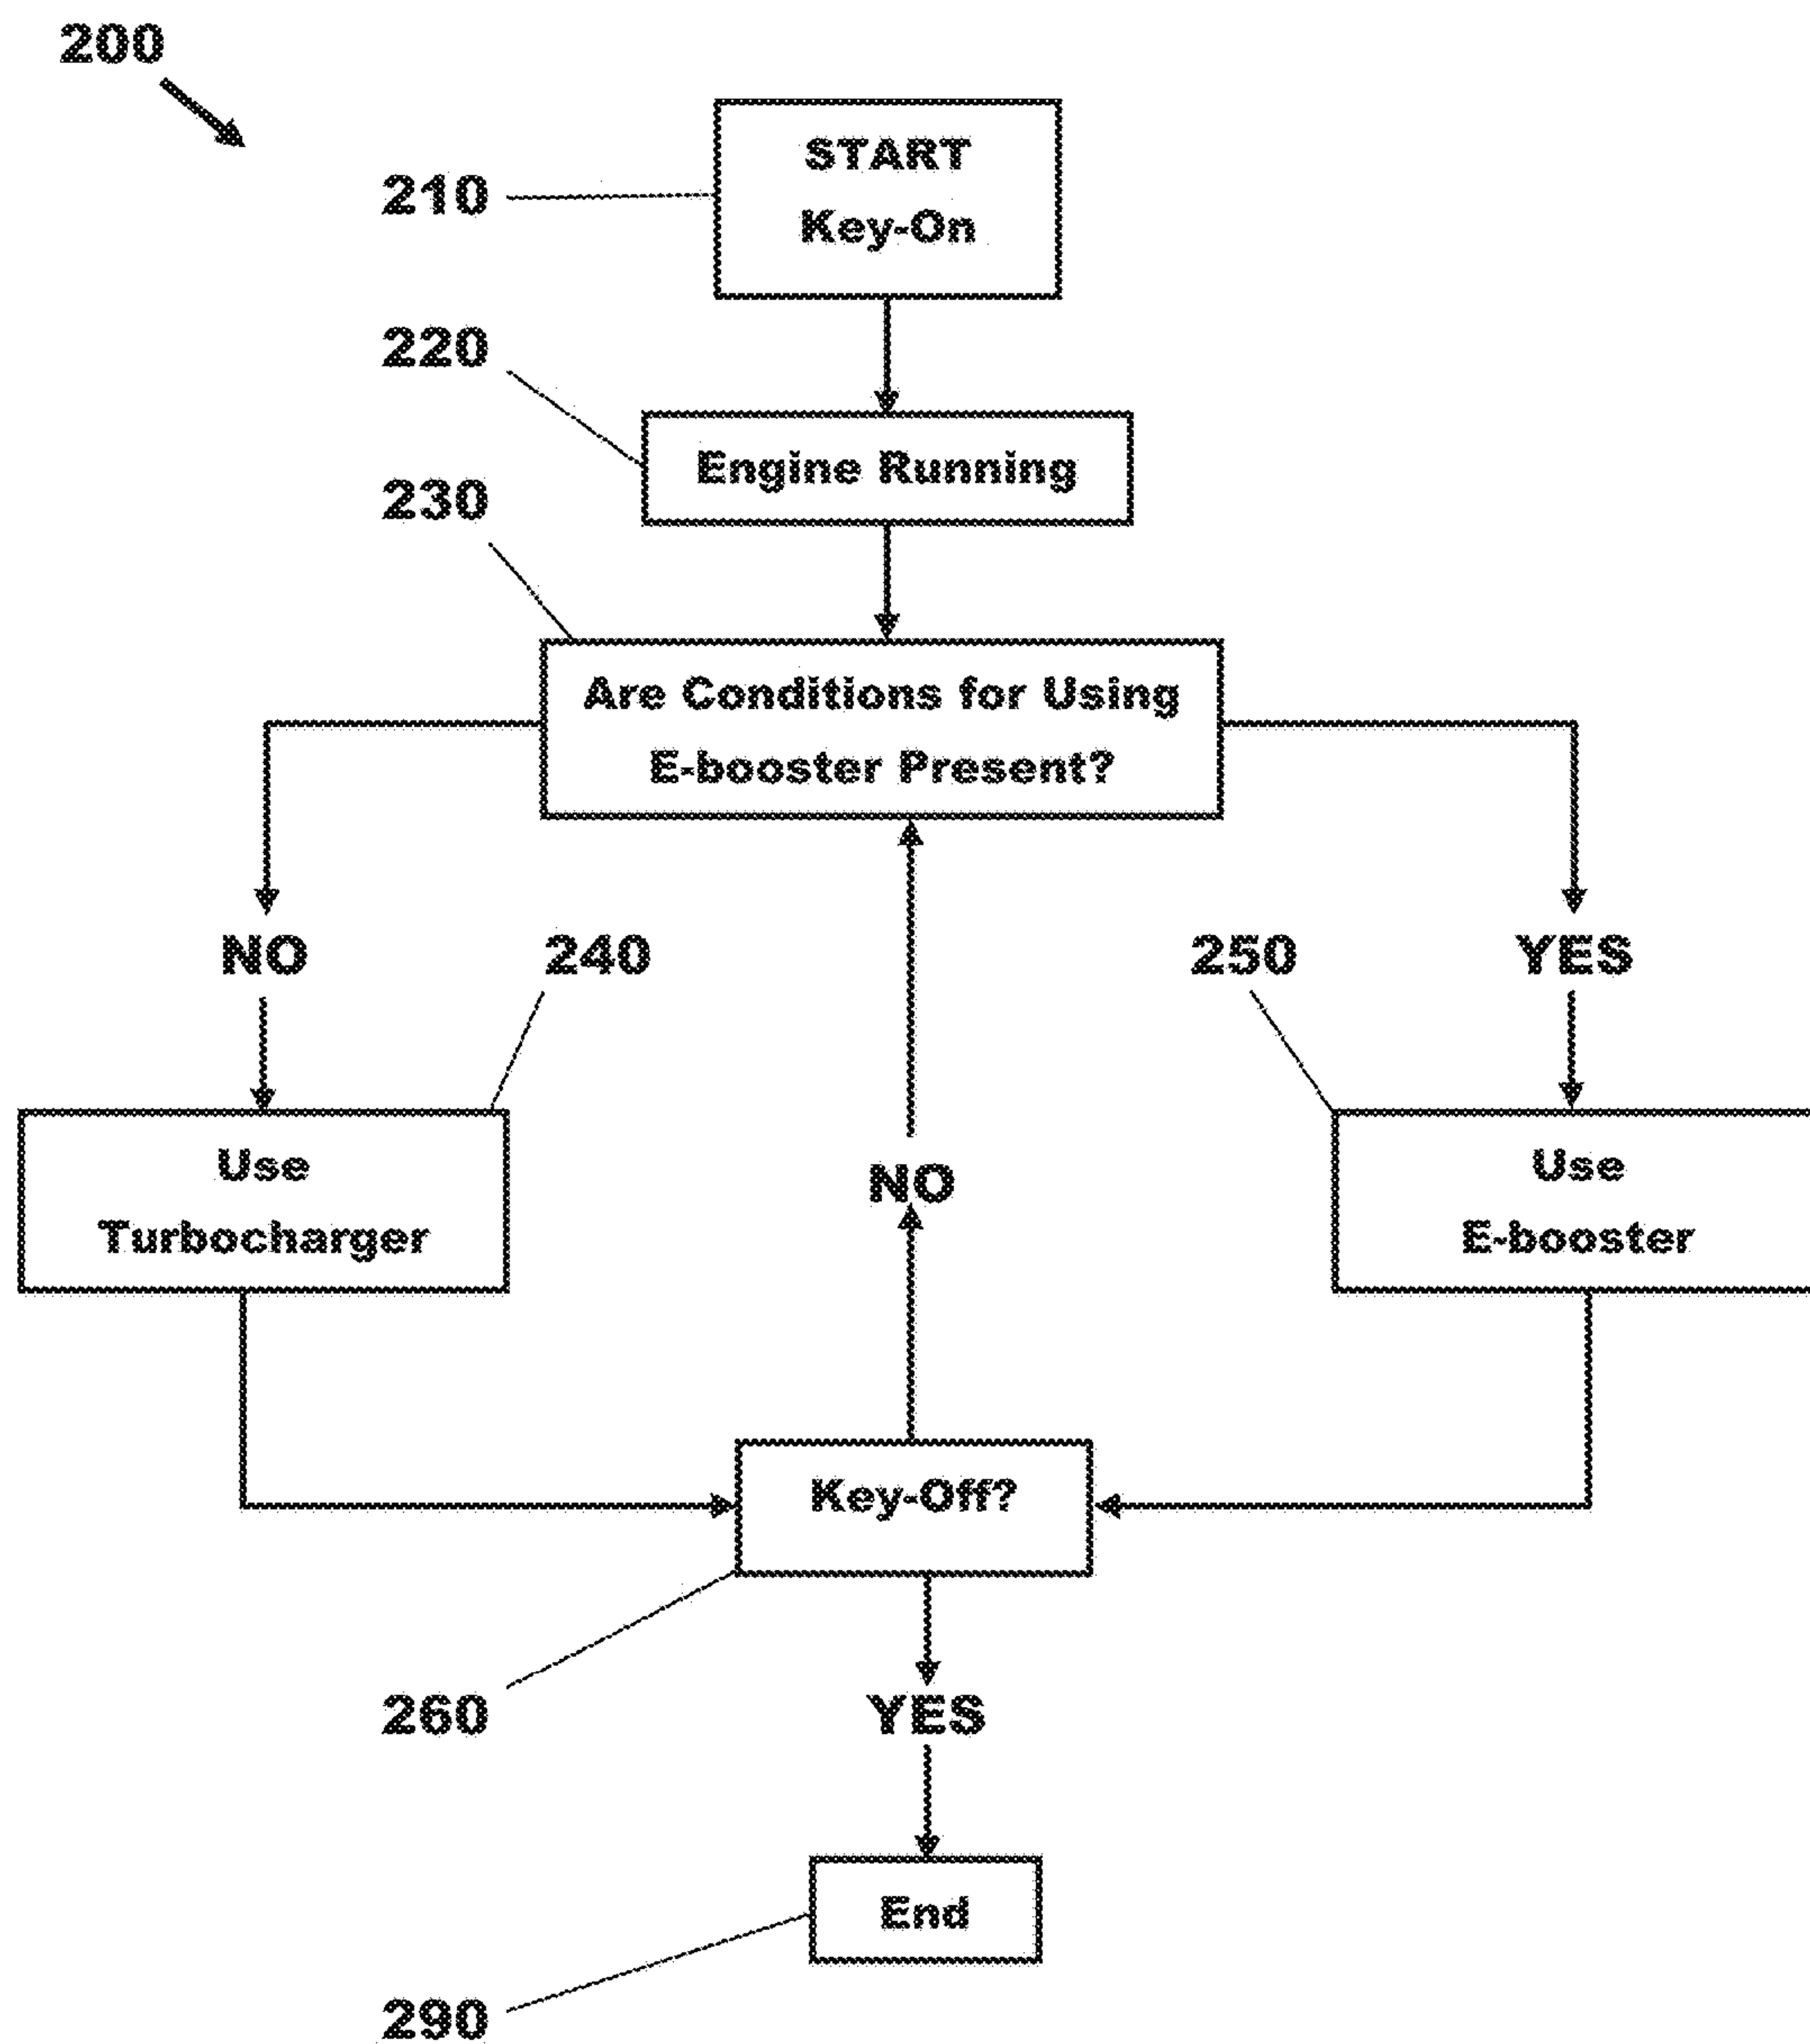 200
210
START
Key-On
220
Engine Running
230
Are Conditions for Using
E-booster Present?
NO
240
250
YES
Use
Turbocharger
NO
Use
E-booster
Key-Off?
260
YES
End
290